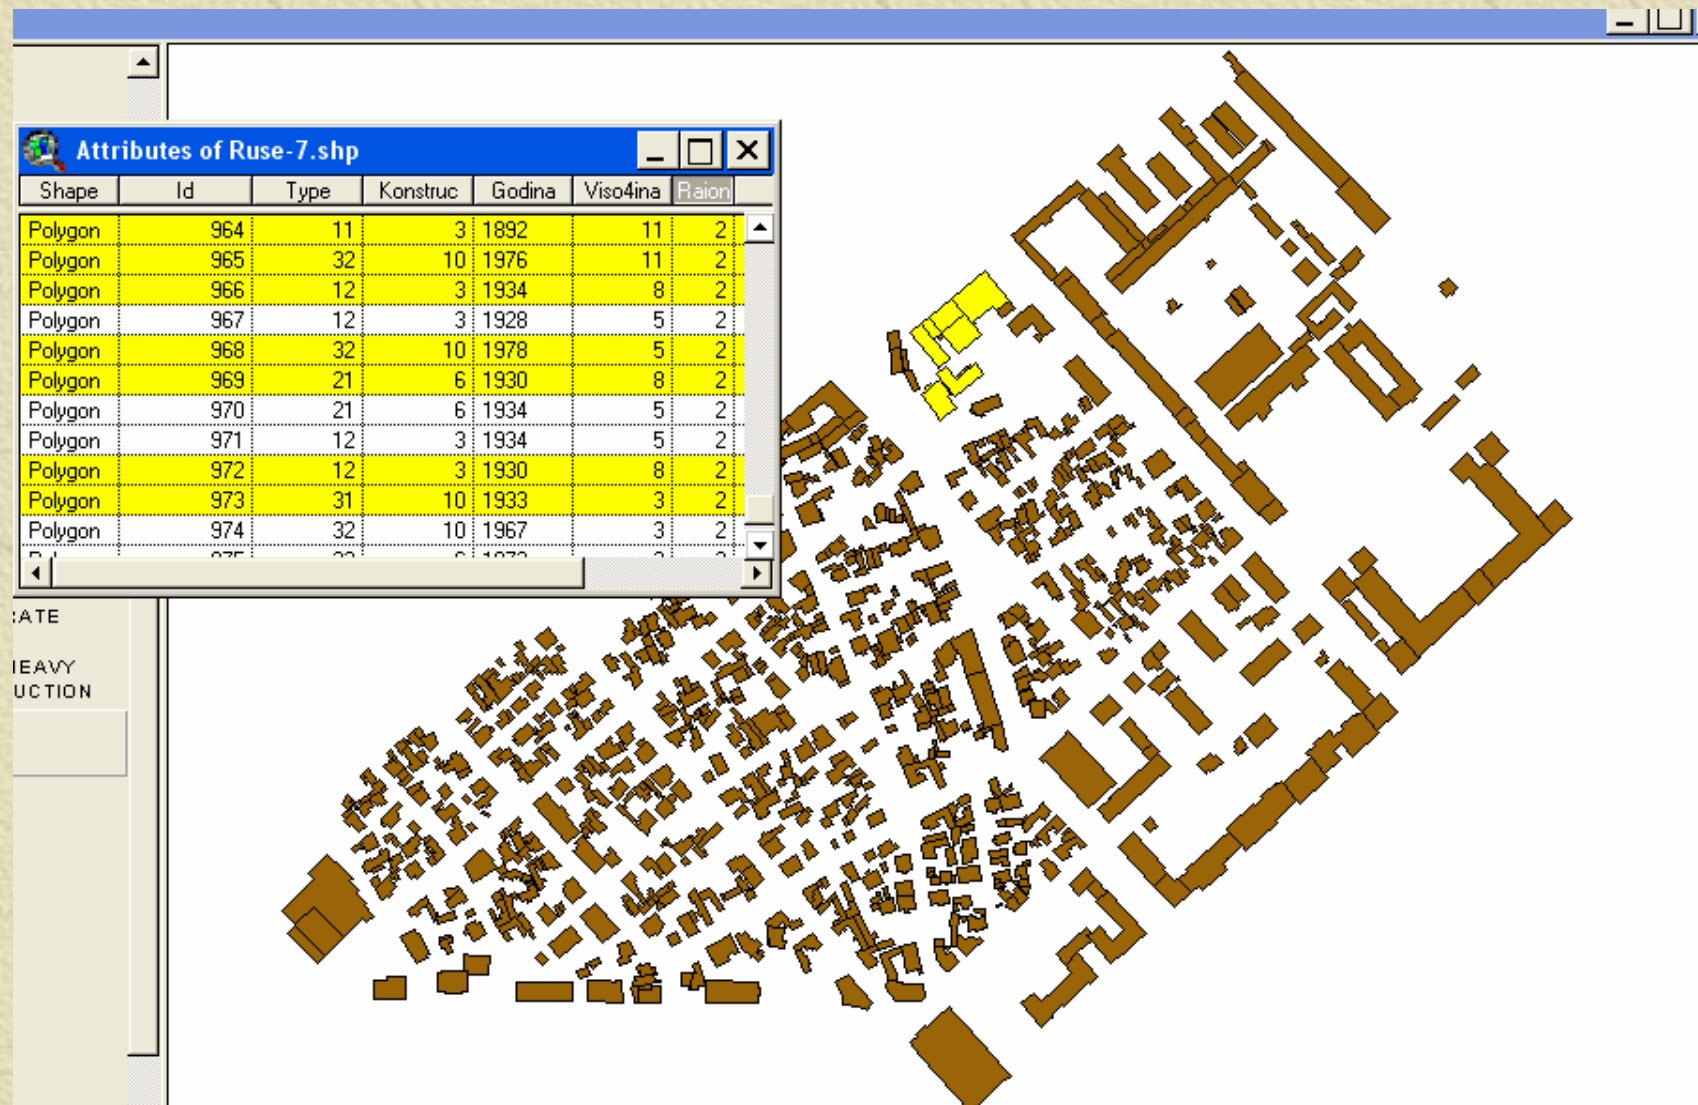 Attributes of Ruse-7.shp
Shape Id Type Konstruc Godina Viso4ina Raion
Polygon 964 11 3 1892 11 2
Polygon 965 32 10 1976 11 2
Polygon 966 12 3 1934 8 2
Polygon 967 12 3 1928 5 2
Polygon 968 32 10 1978 5 2
Polygon 969 21 6 1930 8 2
Polygon 970 21 6 1934 5 2
Polygon 971 12 3 1934 5 2
Polygon 972 12 3 1930 8 2
Polygon 973 31 10 1933 3 2
Polygon 974 32 10 1967 3 2
RATE
HEAVY
UCTION